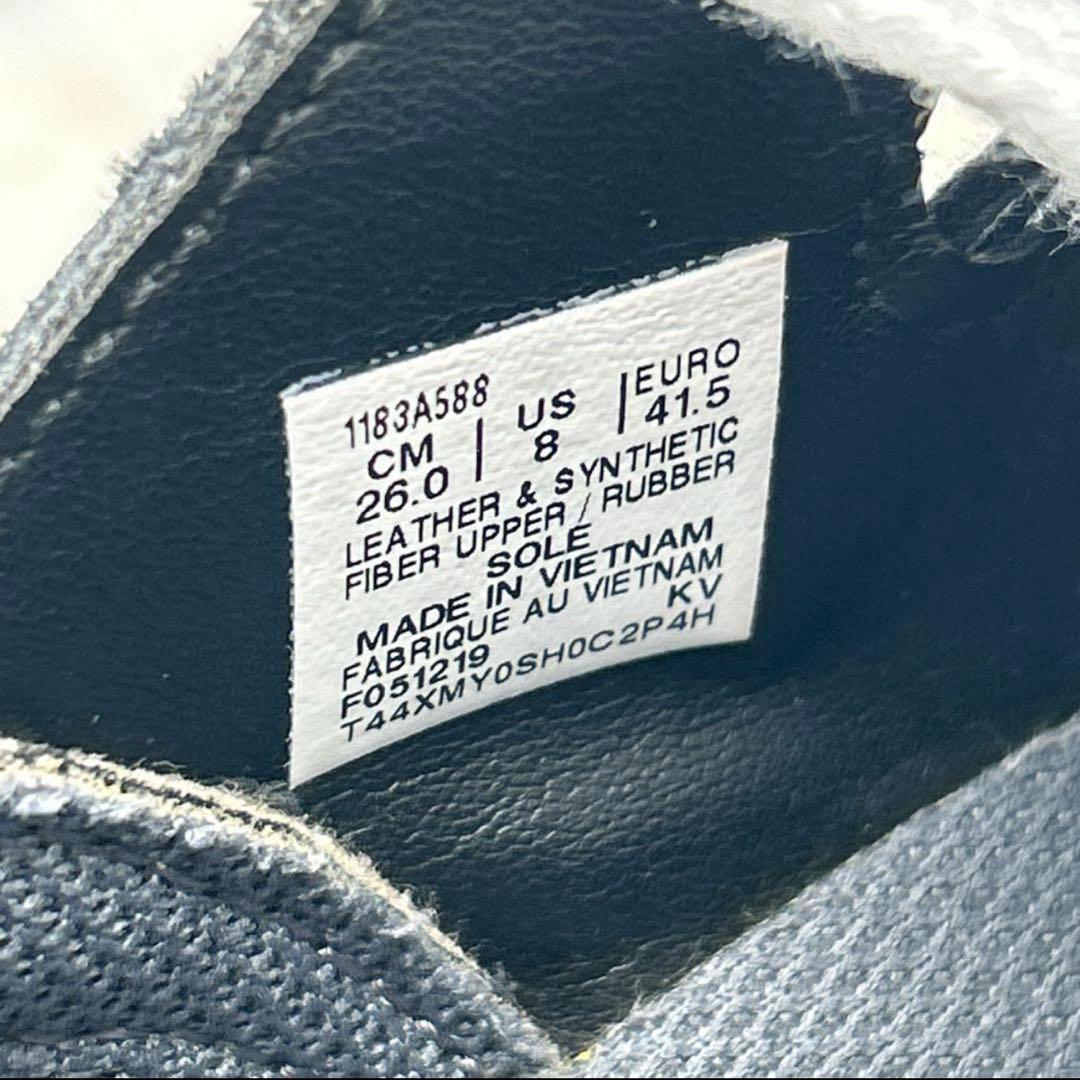 1183A588
CM | US | EURO
26.0 | 8 | 41.5
LEATHER & SYNTHETIC
FIBER UPPER / RUBBER
SOLE
MADE IN VIETNAM
FABRIQUE AU VIETNAM
F051219 KV
T44XMY0SH0C2P4H